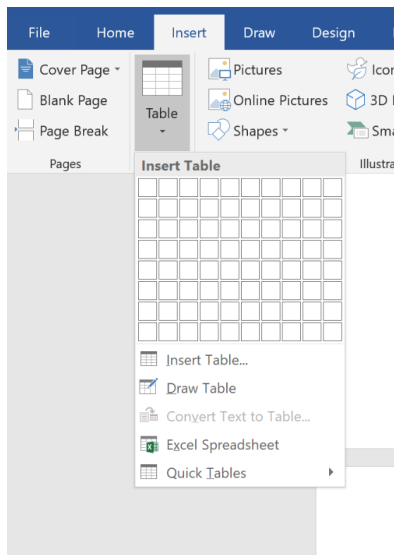 File Home Insert Draw Design
Cover Page
Blank Page
Page Break
Pages
Table
Pictures
Online Pictures
Shapes
3D
Insert Table
Insert Table...
Draw Table
Convert Text to Table...
Excel Spreadsheet
Quick Tables